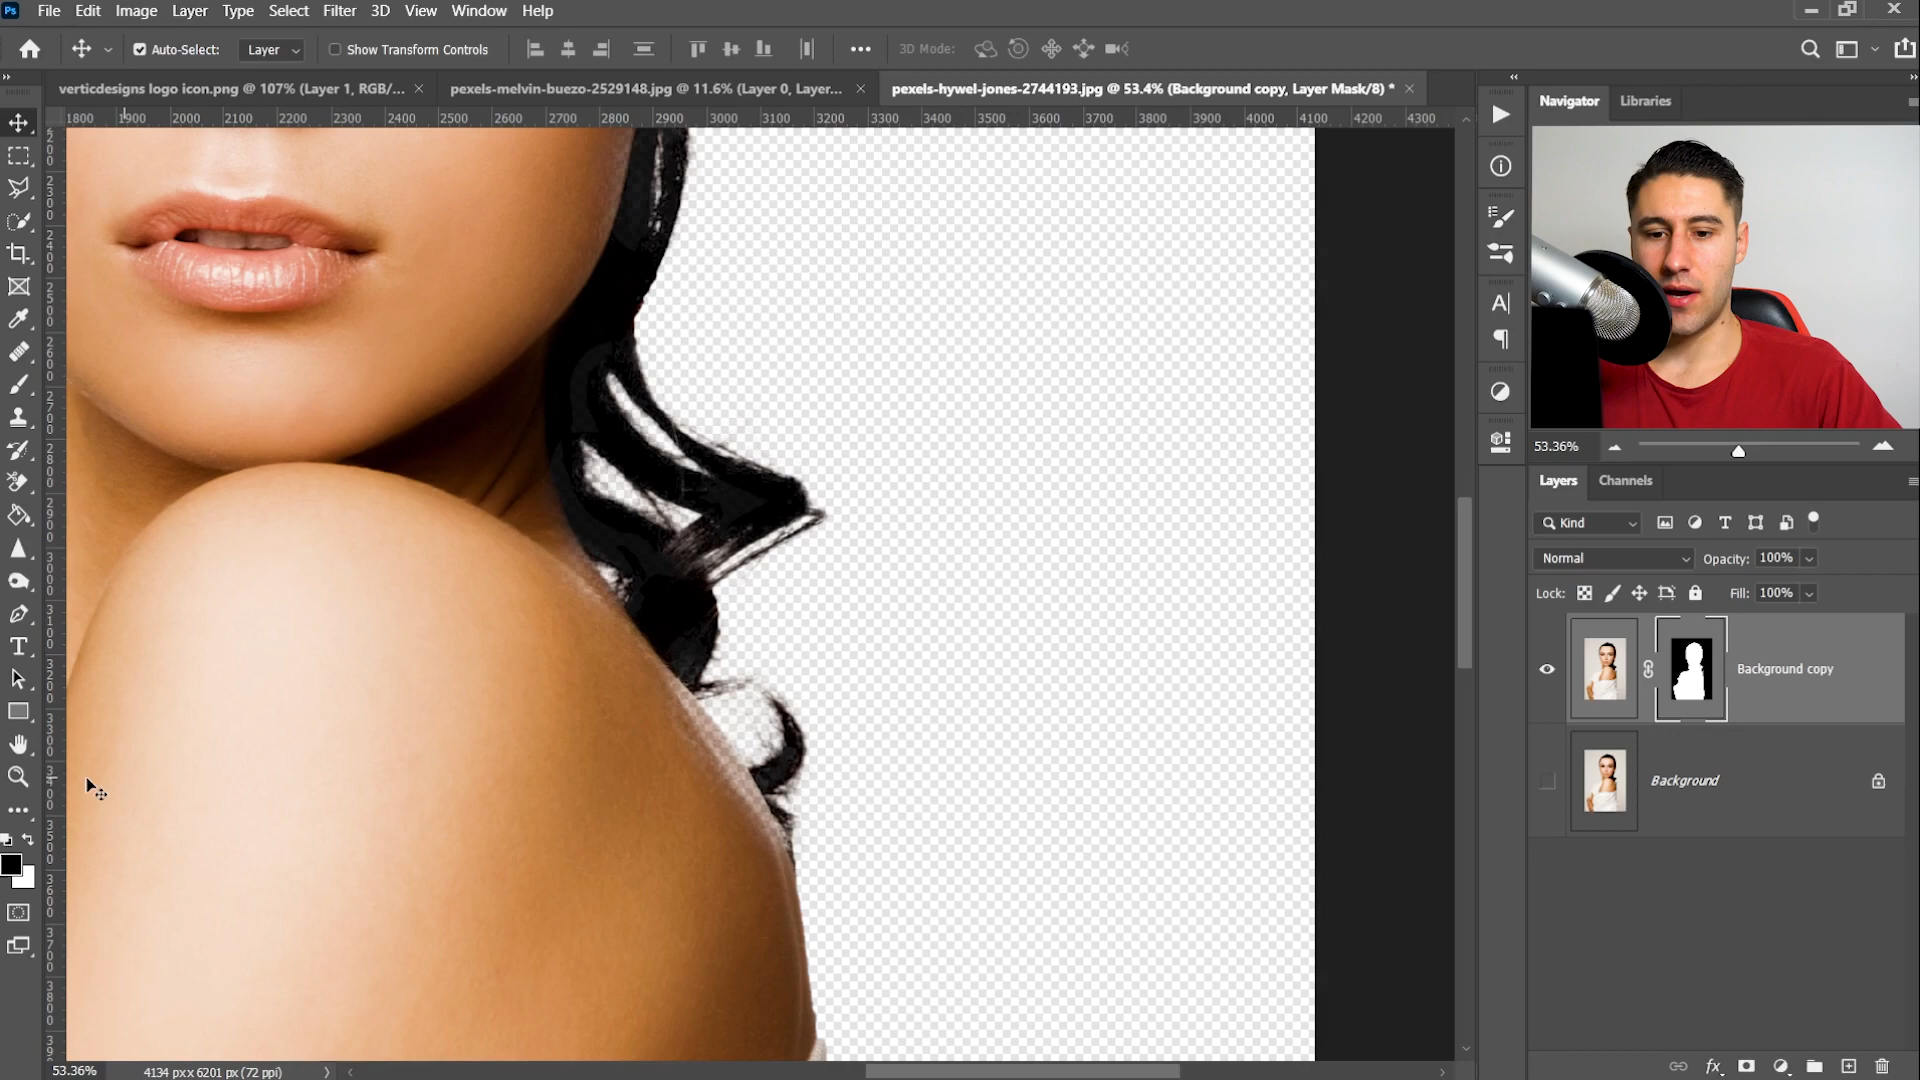 Ps File Edit Image Layer Type Select Filter 3D View Window Help
Auto-Select: Layer Show Transform Controls ••• 3D Mode:
verticdesigns logo icon.png @ 107% (Layer 1, RGB/... × pexels-melvin-buezo-2529148.jpg @ 11.6% (Layer 0, Layer... × pexels-hywel-jones-2744193.jpg @ 53.4% (Background copy, Layer Mask/8) * ×
1800 1900 2000 2100 2200 2300 2400 2500 2600 2700 2800 2900 3000 3100 3200 3300 3400 3500 3600 3700 3800 3900 4000 4100 4200 4300
Navigator Libraries
53.36%
Layers Channels
Kind
Normal Opacity: 100%
Lock: Fill: 100%
Background copy
Background
53.36% 4134 px x 6201 px (72 ppi)